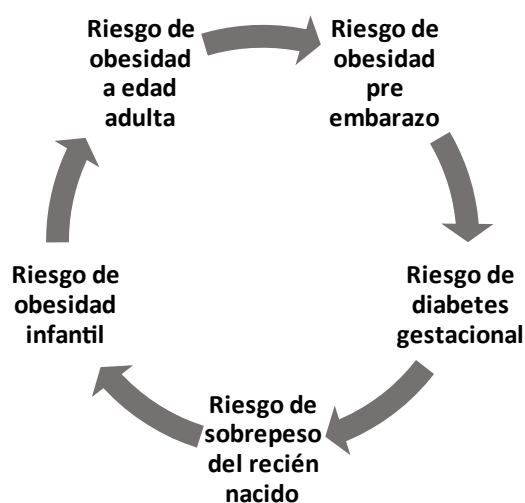 Riesgo de
obesidad
a edad
adulta
Riesgo de
obesidad
pre
embarazo
Riesgo de
diabetes
gestacional
Riesgo de
sobrepeso
del recién
nacido
Riesgo de
obesidad
infantil